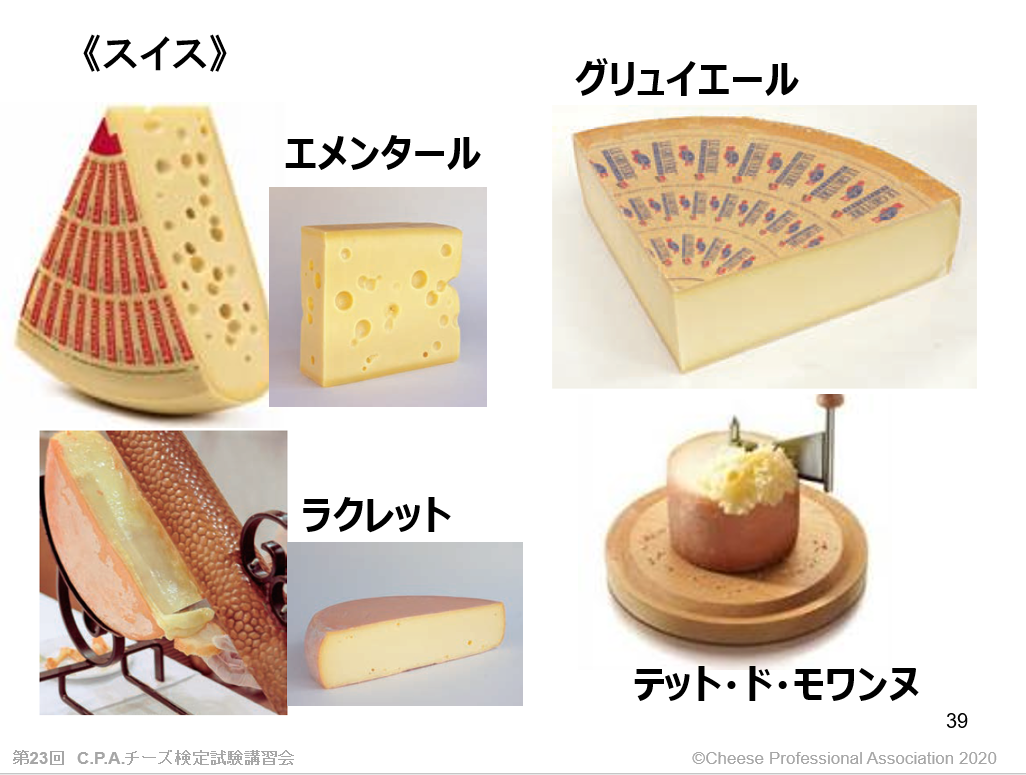 《スイス》
グリュイエール
エメンタール
LE GRUYÈRE
ラクレット
テット・ド・モワンヌ
39
第23回 C.P.A.チーズ検定試験講習会
©Cheese Professional Association 2020